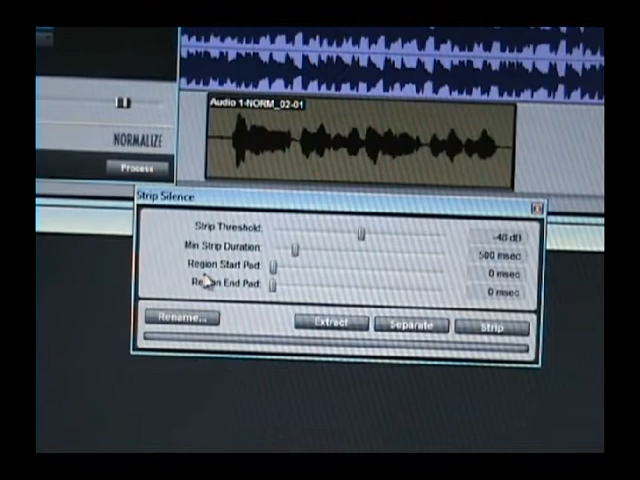 Audio 1-NORM_02-01
NORMALIZE
Process
Strip Silence
Strip Threshold: -48 dB
Min Strip Duration: 500 msec
Region Start Pad: 0 msec
Region End Pad: 0 msec
Rename... Extract Separate Strip